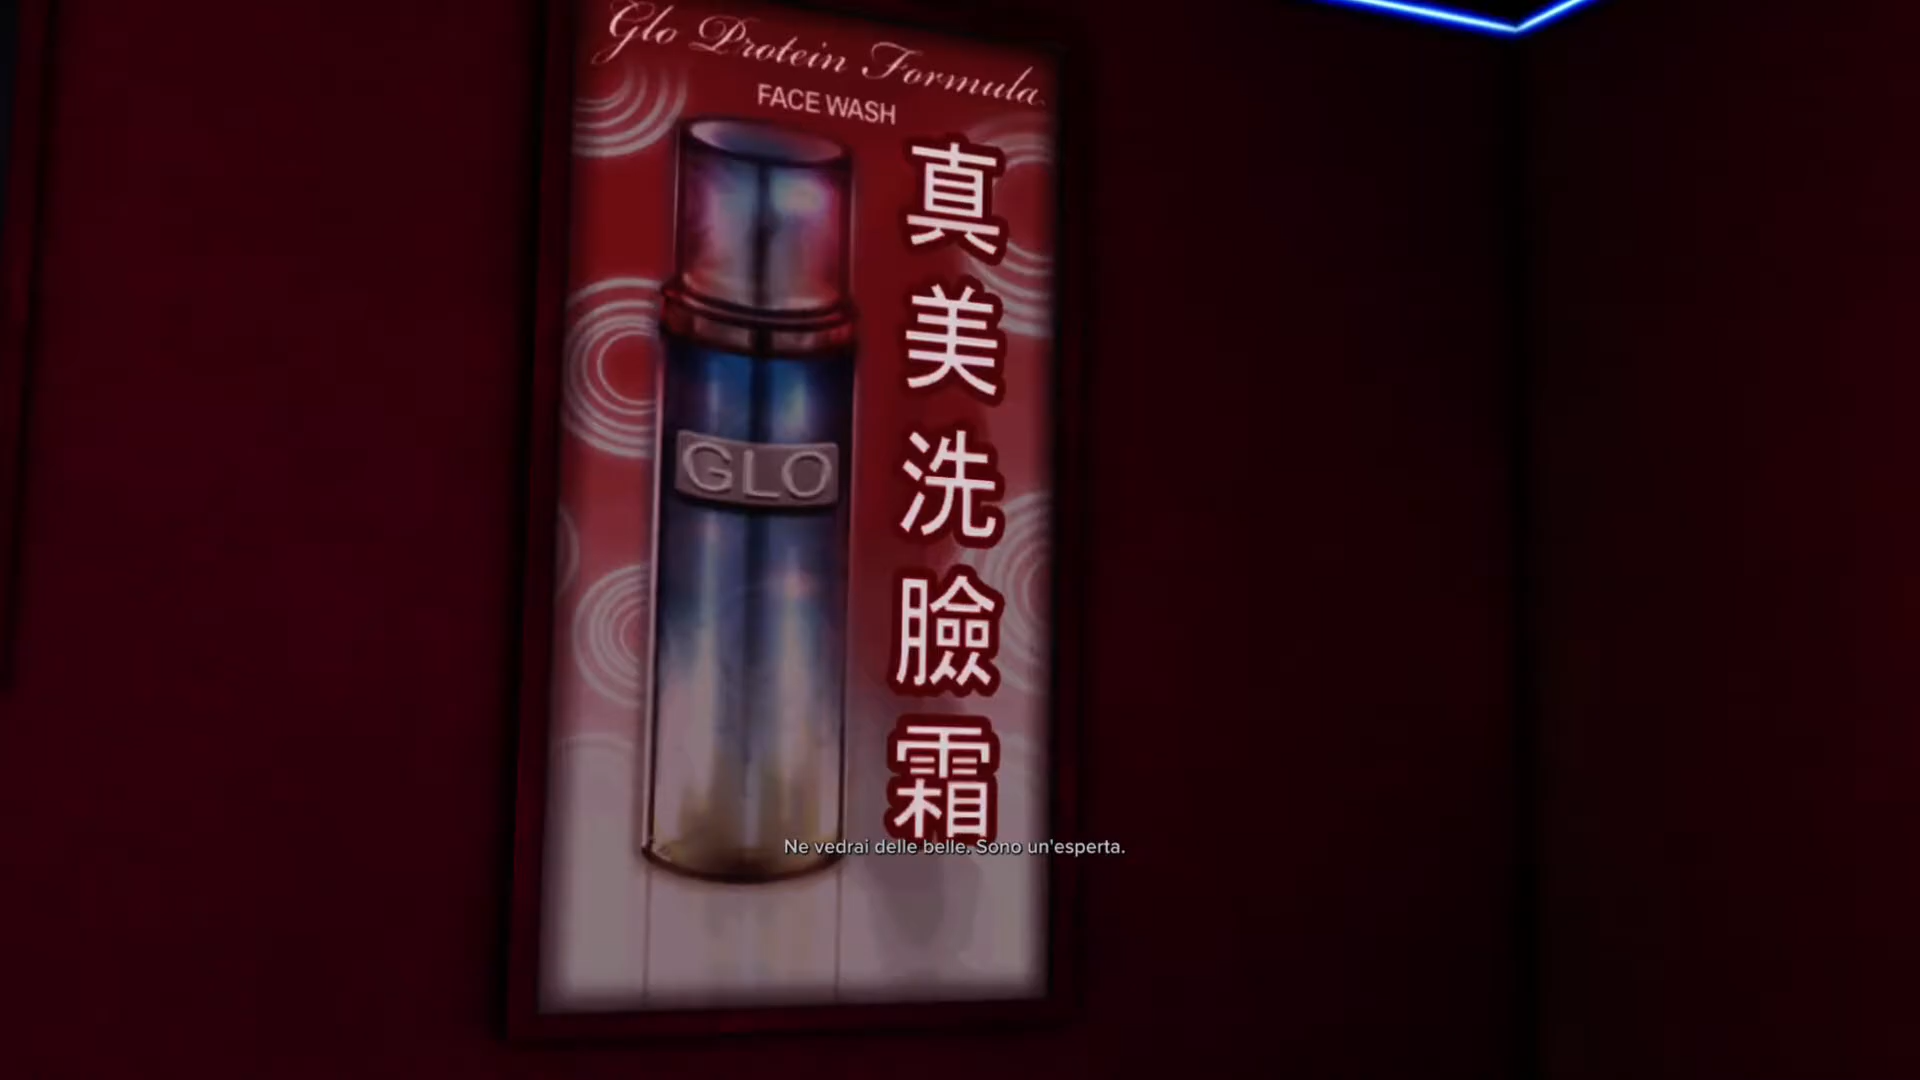 Glo Protein Formula
FACE WASH
GLO
真美洗臉霜
Ne vedrai delle belle. Sono un'esperta.